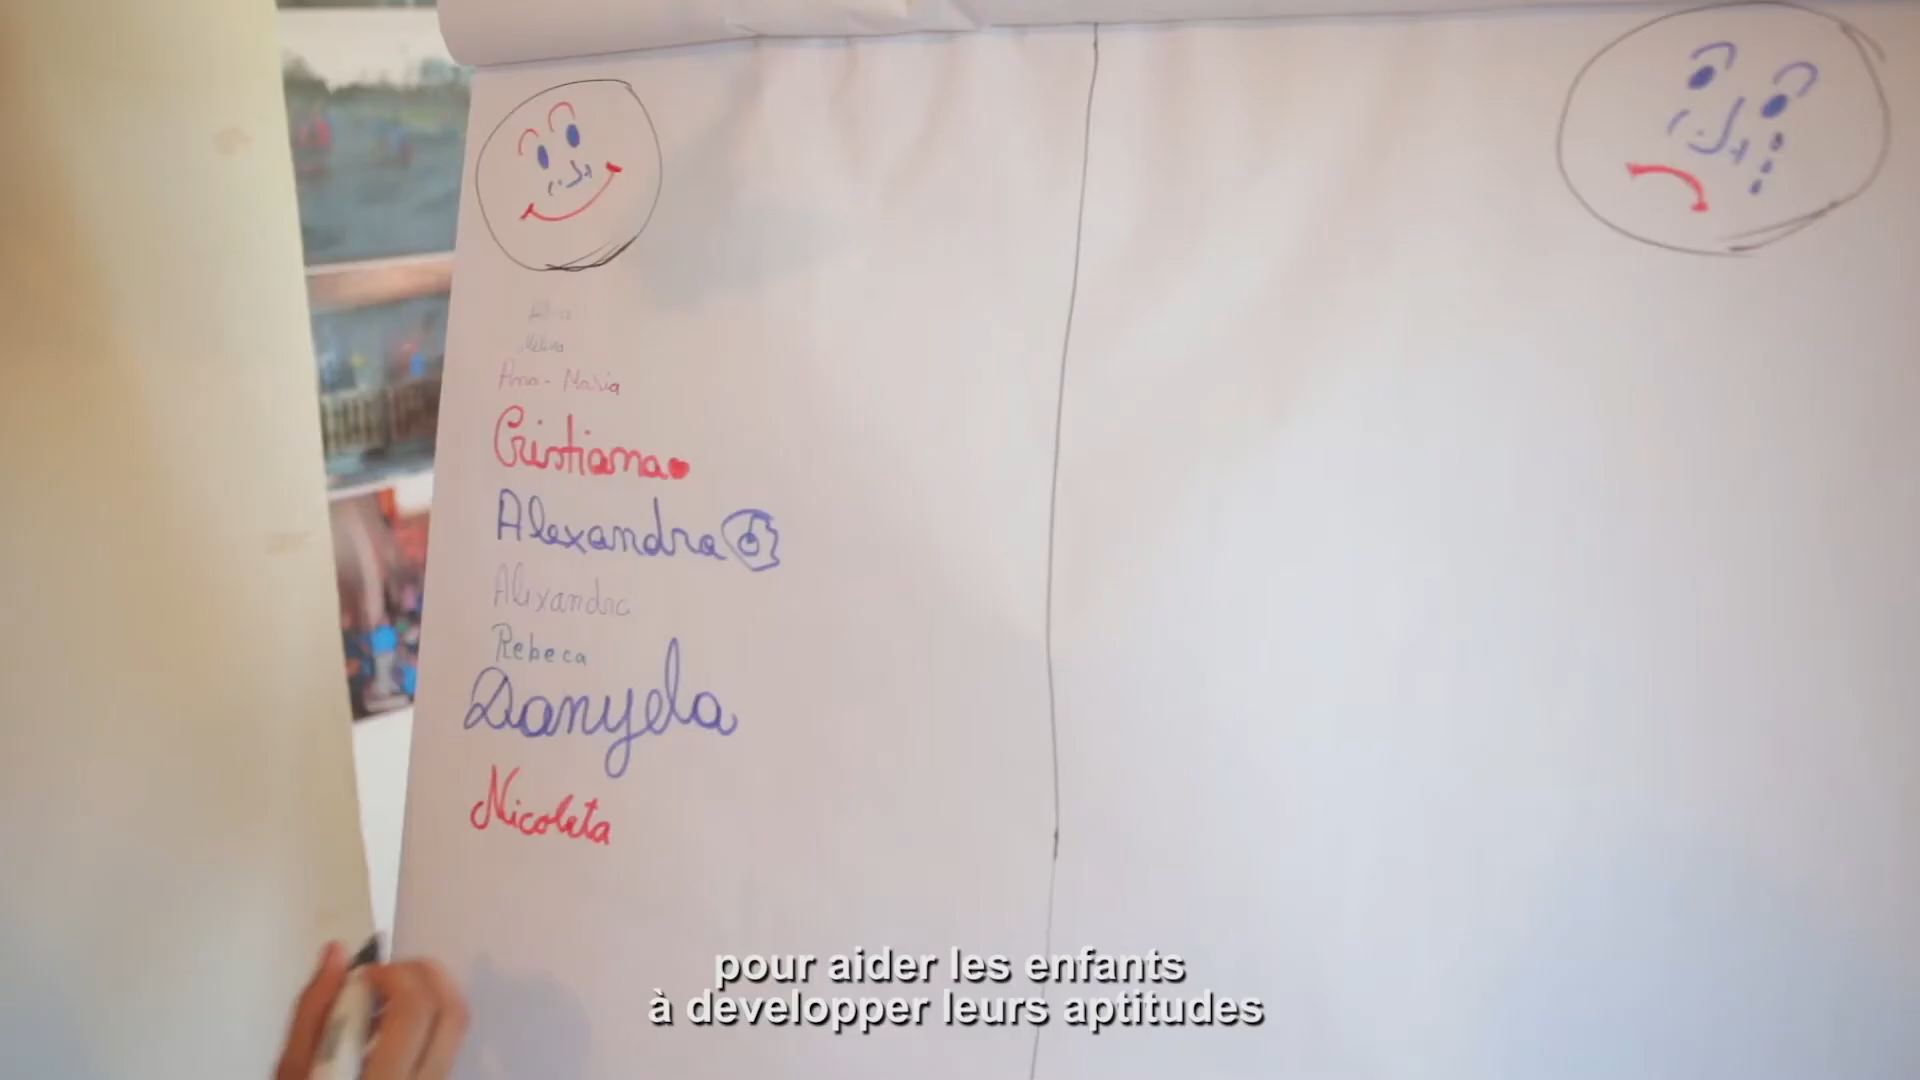 Ana-Maria
Cristiana
Alexandra
Alixandra
Rebeca
Danyela
Nicoleta
pour aider les enfants
à developper leurs aptitudes